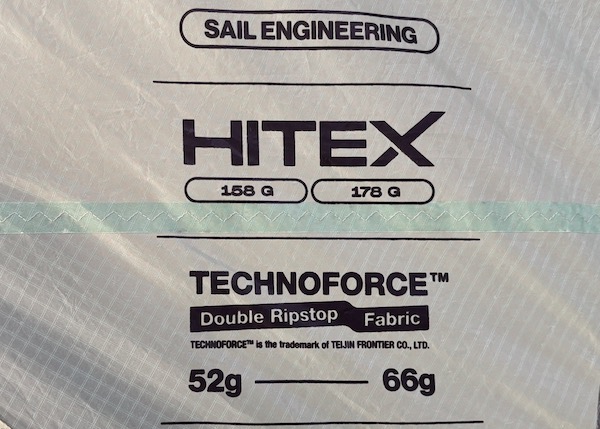 SAIL ENGINEERING
HITEX
158 G 178 G
TECHNOFORCE™
Double Ripstop Fabric
TECHNOFORCE™ is the trademark of TEIJIN FRONTIER CO., LTD.
52g — 66g